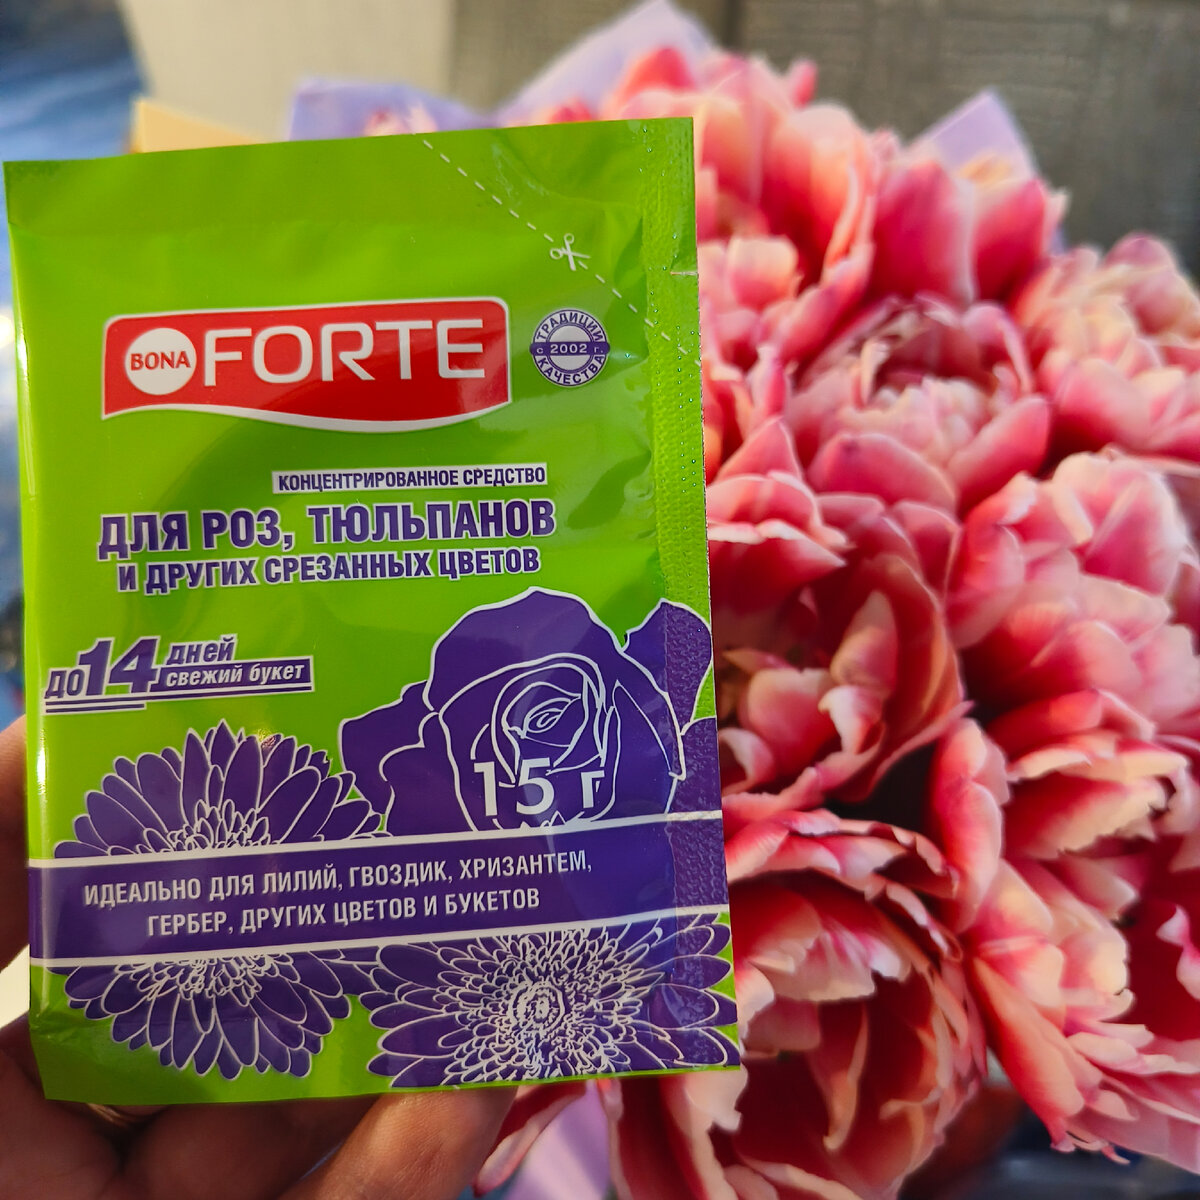 BONA FORTE
ТРАДИЦИИ
С 2002 Г.
КАЧЕСТВА
КОНЦЕНТРИРОВАННОЕ СРЕДСТВО
ДЛЯ РОЗ, ТЮЛЬПАНОВ
И ДРУГИХ СРЕЗАННЫХ ЦВЕТОВ
ДО 14 ДНЕЙ
СВЕЖИЙ БУКЕТ
15 г
ИДЕАЛЬНО ДЛЯ ЛИЛИЙ, ГВОЗДИК, ХРИЗАНТЕМ,
ГЕРБЕР, ДРУГИХ ЦВЕТОВ И БУКЕТОВ